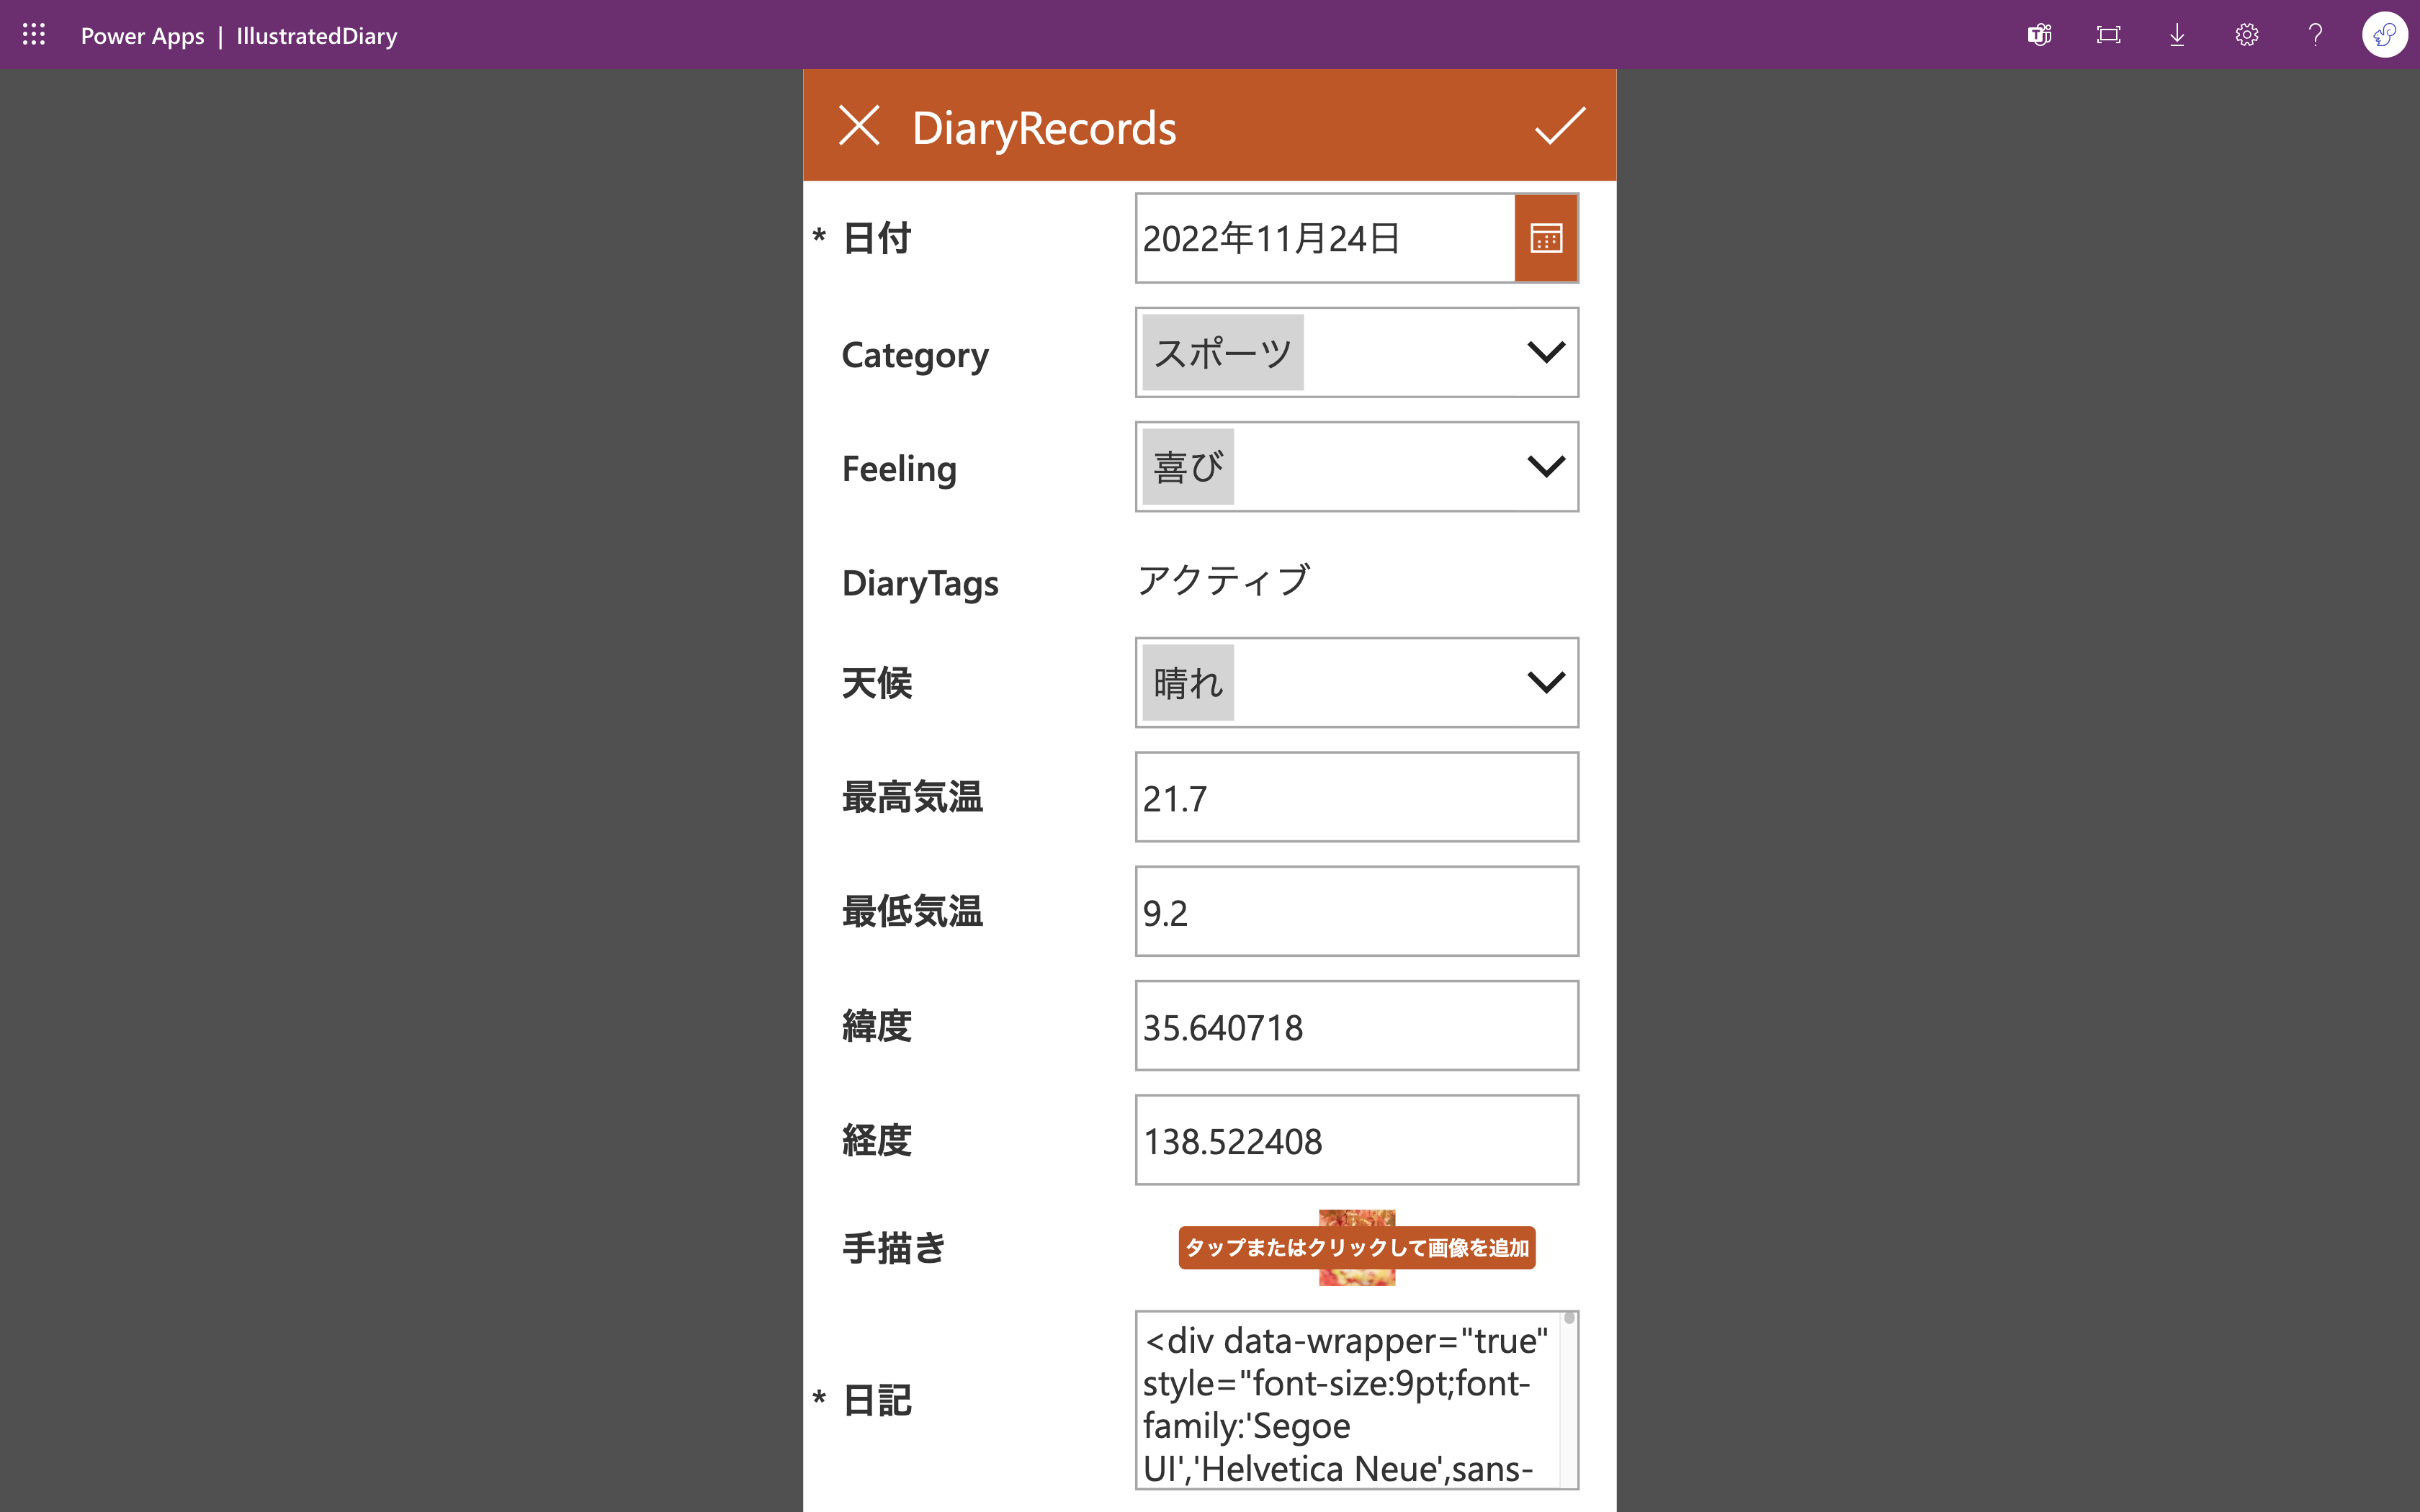 Power Apps | IllustratedDiary
DiaryRecords
* 日付
2022年11月24日
Category
スポーツ
Feeling
喜び
DiaryTags
アクティブ
天候
晴れ
最高気温
21.7
最低気温
9.2
緯度
35.640718
経度
138.522408
手描き
タップまたはクリックして画像を追加
* 日記
<div data-wrapper="true"
style="font-size:9pt;font-
family:'Segoe
UI','Helvetica Neue',sans-